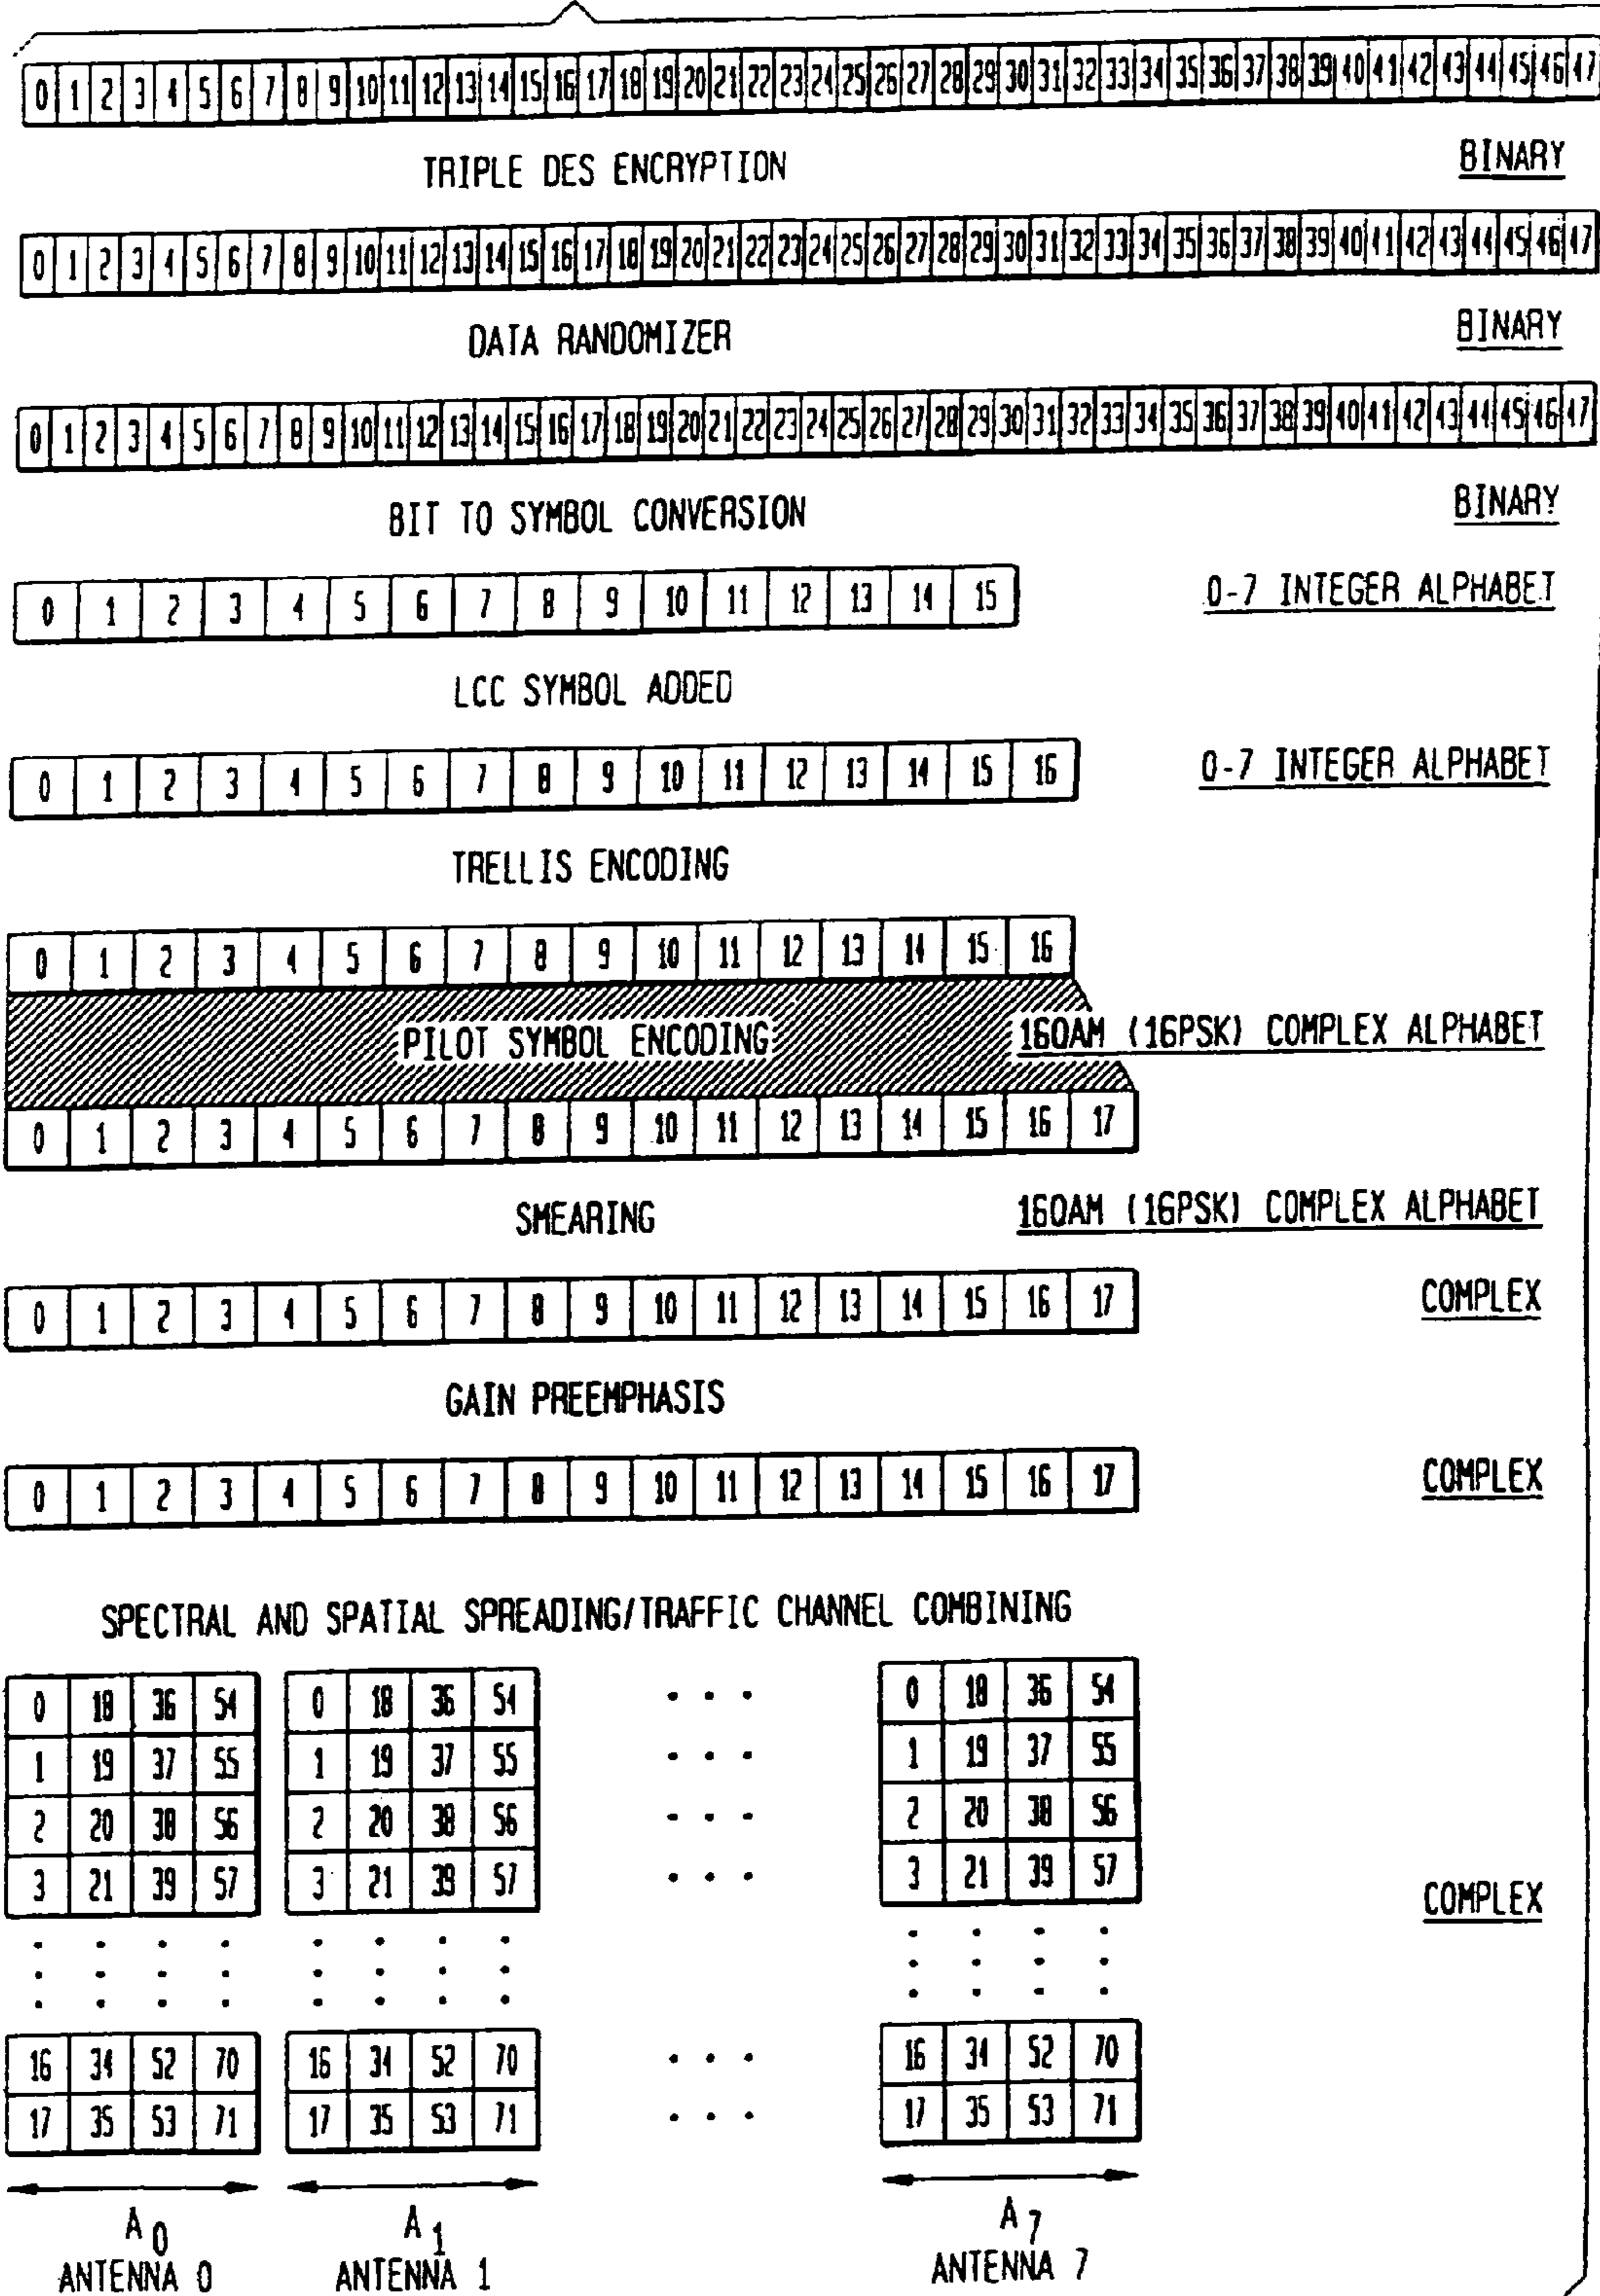 0 1 2 3 4 5 6 7 8 9 10 11 12 13 14 15 16 17 18 19 20 21 22 23 24 25 26 27 28 29 30 31 32 33 34 35 36 37 38 39 40 41 42 43 44 45 46 47
TRIPLE DES ENCRYPTION BINARY
0 1 2 3 4 5 6 7 8 9 10 11 12 13 14 15 16 17 18 19 20 21 22 23 24 25 26 27 28 29 30 31 32 33 34 35 36 37 38 39 40 41 42 43 44 45 46 47
DATA RANDOMIZER BINARY
0 1 2 3 4 5 6 7 8 9 10 11 12 13 14 15 16 17 18 19 20 21 22 23 24 25 26 27 28 29 30 31 32 33 34 35 36 37 38 39 40 41 42 43 44 45 46 47
BIT TO SYMBOL CONVERSION BINARY
0 1 2 3 4 5 6 7 8 9 10 11 12 13 14 15 0-7 INTEGER ALPHABET
LCC SYMBOL ADDED
0 1 2 3 4 5 6 7 8 9 10 11 12 13 14 15 16 0-7 INTEGER ALPHABET
TRELLIS ENCODING
0 1 2 3 4 5 6 7 8 9 10 11 12 13 14 15 16
PILOT SYMBOL ENCODING 16QAM (16PSK) COMPLEX ALPHABET
0 1 2 3 4 5 6 7 8 9 10 11 12 13 14 15 16 17
SMEARING 16QAM (16PSK) COMPLEX ALPHABET
0 1 2 3 4 5 6 7 8 9 10 11 12 13 14 15 16 17 COMPLEX
GAIN PREEMPHASIS
0 1 2 3 4 5 6 7 8 9 10 11 12 13 14 15 16 17 COMPLEX
SPECTRAL AND SPATIAL SPREADING/TRAFFIC CHANNEL COMBINING
0 18 36 54 0 18 36 54 ... 0 18 36 54
1 19 37 55 1 19 37 55 ... 1 19 37 55
2 20 38 56 2 20 38 56 ... 2 20 38 56
3 21 39 57 3 21 39 57 ... 3 21 39 57
COMPLEX
16 34 52 70 16 34 52 70 ... 16 34 52 70
17 35 53 71 17 35 53 71 ... 17 35 53 71
A0 A1 A7
ANTENNA 0 ANTENNA 1 ANTENNA 7